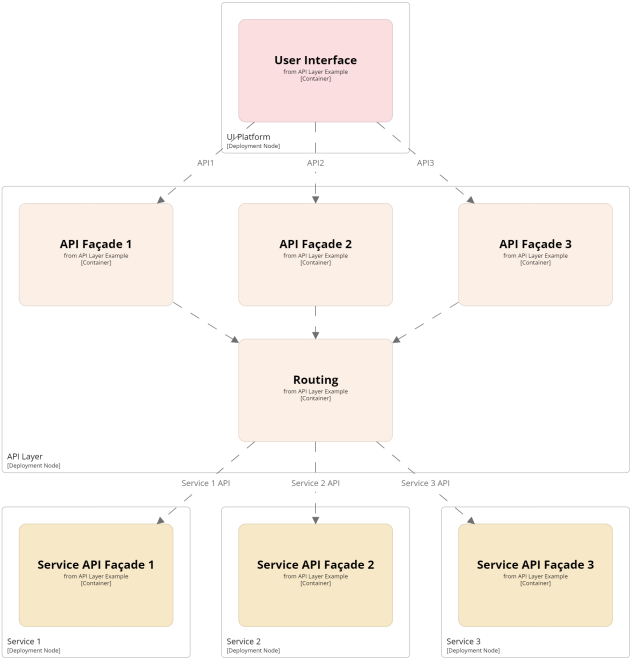 User Interface
from API Layer Example
[Container]
UI Platform
[Deployment Node]
API1
API2
API3
API Façade 1
from API Layer Example
[Container]
API Façade 2
from API Layer Example
[Container]
API Façade 3
from API Layer Example
[Container]
Routing
from API Layer Example
[Container]
API Layer
[Deployment Node]
Service 1 API
Service 2 API
Service 3 API
Service API Façade 1
from API Layer Example
[Container]
Service 1
[Deployment Node]
Service API Façade 2
from API Layer Example
[Container]
Service 2
[Deployment Node]
Service API Façade 3
from API Layer Example
[Container]
Service 3
[Deployment Node]